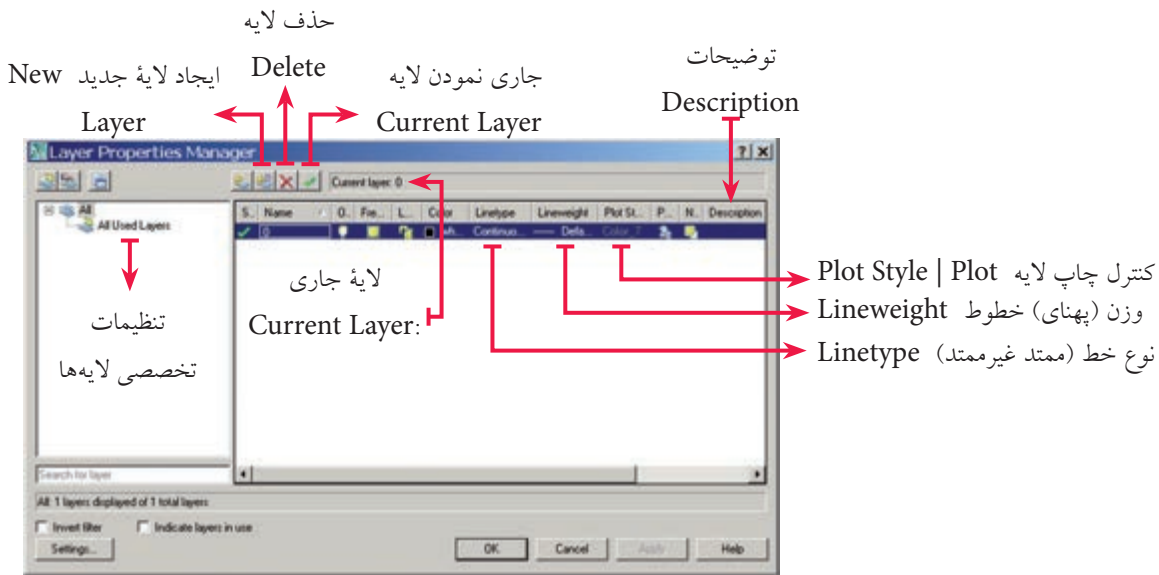 حذف لایه
Delete
ایجاد لایهٔ جدید New
Layer
جاری نمودن لایه
Current Layer
توضیحات
Description
Layer Properties Manager
Current layer: 0
All
All Used Layers
S.. Name O.. Fre... L... Color Linetype Lineweight Plot St... P... N.. Description
0 wh... Continuo... Defa... Color_7
تنظیمات
تخصصی لایه‌ها
لایهٔ جاری
Current Layer:
کنترل چاپ لایه Plot Style | Plot
وزن (پهنای) خطوط Lineweight
نوع خط (ممتد غیرممتد) Linetype
Search for layer
All: 1 layers displayed of 1 total layers
Invert filter
Indicate layers in use
Settings...
OK
Cancel
Apply
Help